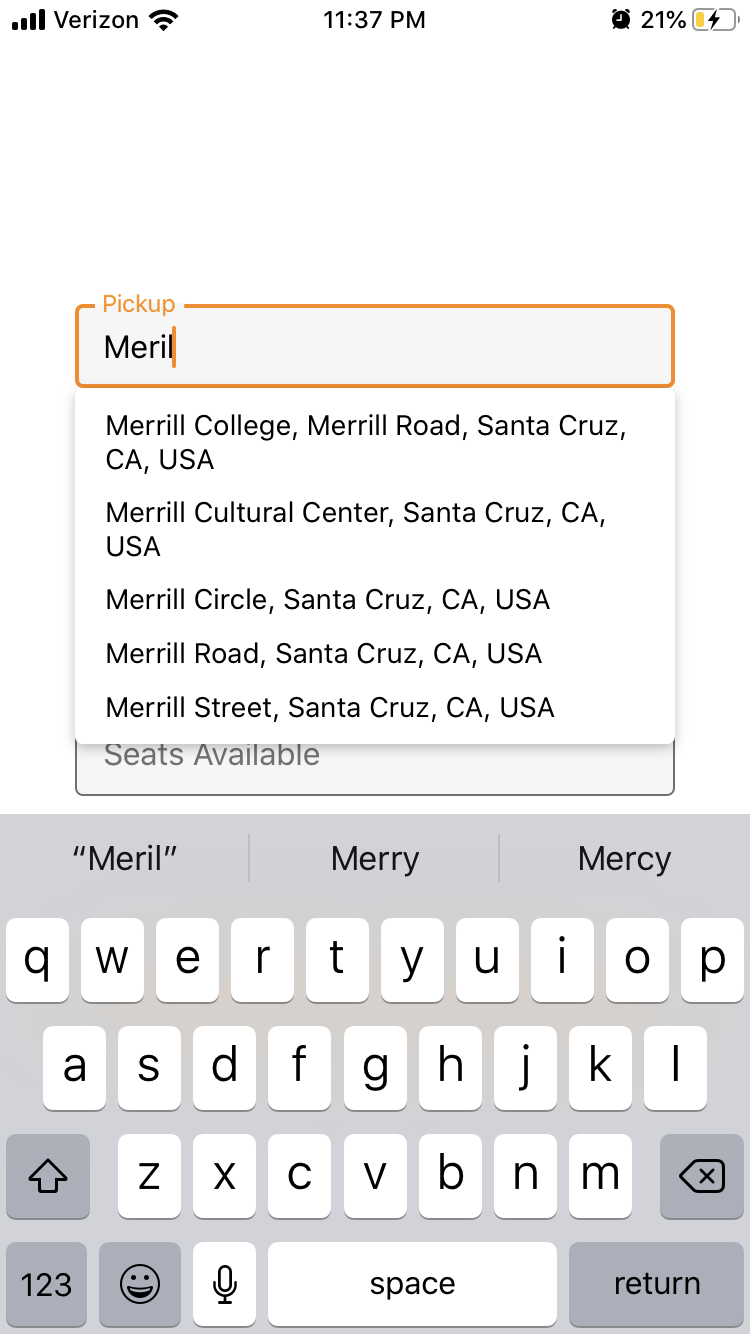 Verizon 11:37 PM 21%
Pickup
Meril
Merrill College, Merrill Road, Santa Cruz,
CA, USA
Merrill Cultural Center, Santa Cruz, CA,
USA
Merrill Circle, Santa Cruz, CA, USA
Merrill Road, Santa Cruz, CA, USA
Merrill Street, Santa Cruz, CA, USA
Seats Available
“Meril” Merry Mercy
q w e r t y u i o p
a s d f g h j k l
z x c v b n m
123 space return